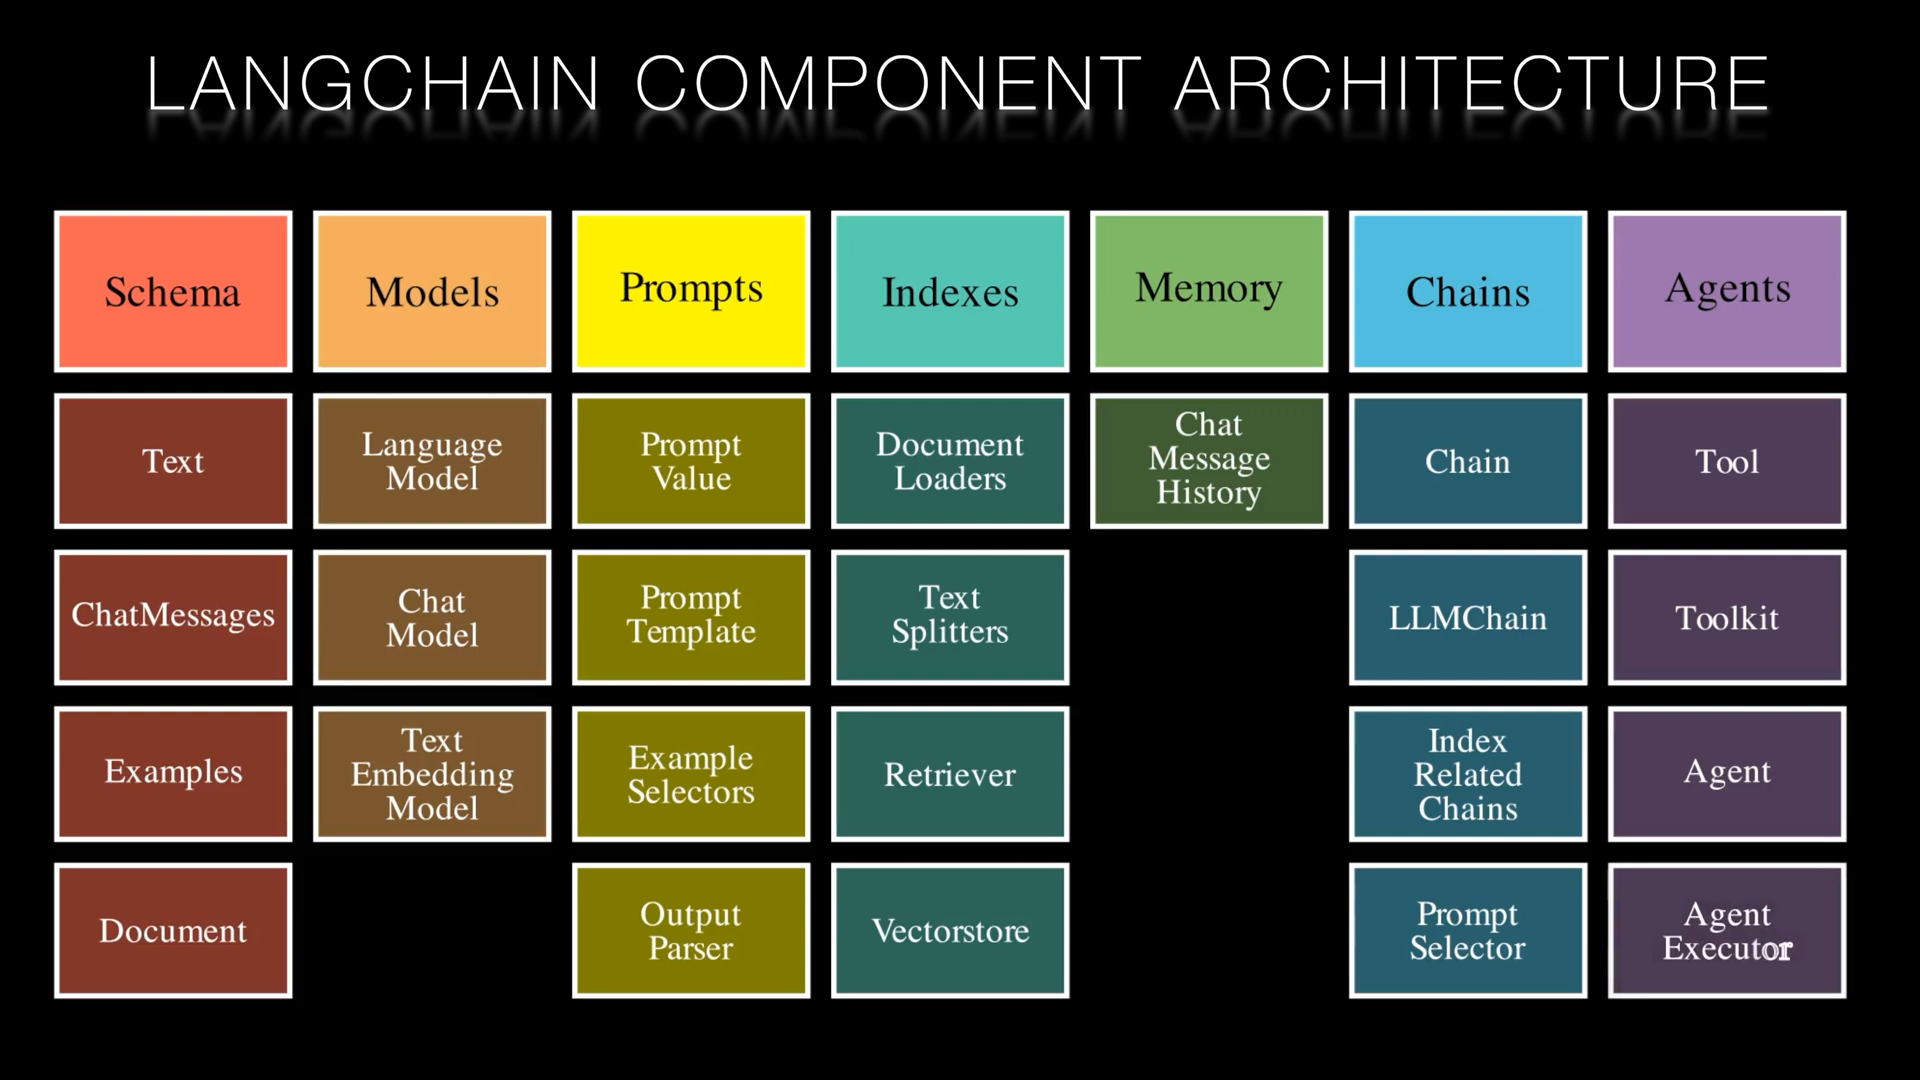 LANGCHAIN COMPONENT ARCHITECTURE
Schema
Models
Prompts
Indexes
Memory
Chains
Agents
Text
Language
Model
Prompt
Value
Document
Loaders
Chat
Message
History
Chain
Tool
ChatMessages
Chat
Model
Prompt
Template
Text
Splitters
LLMChain
Toolkit
Examples
Text
Embedding
Model
Example
Selectors
Retriever
Index
Related
Chains
Agent
Document
Output
Parser
Vectorstore
Prompt
Selector
Agent
Executor